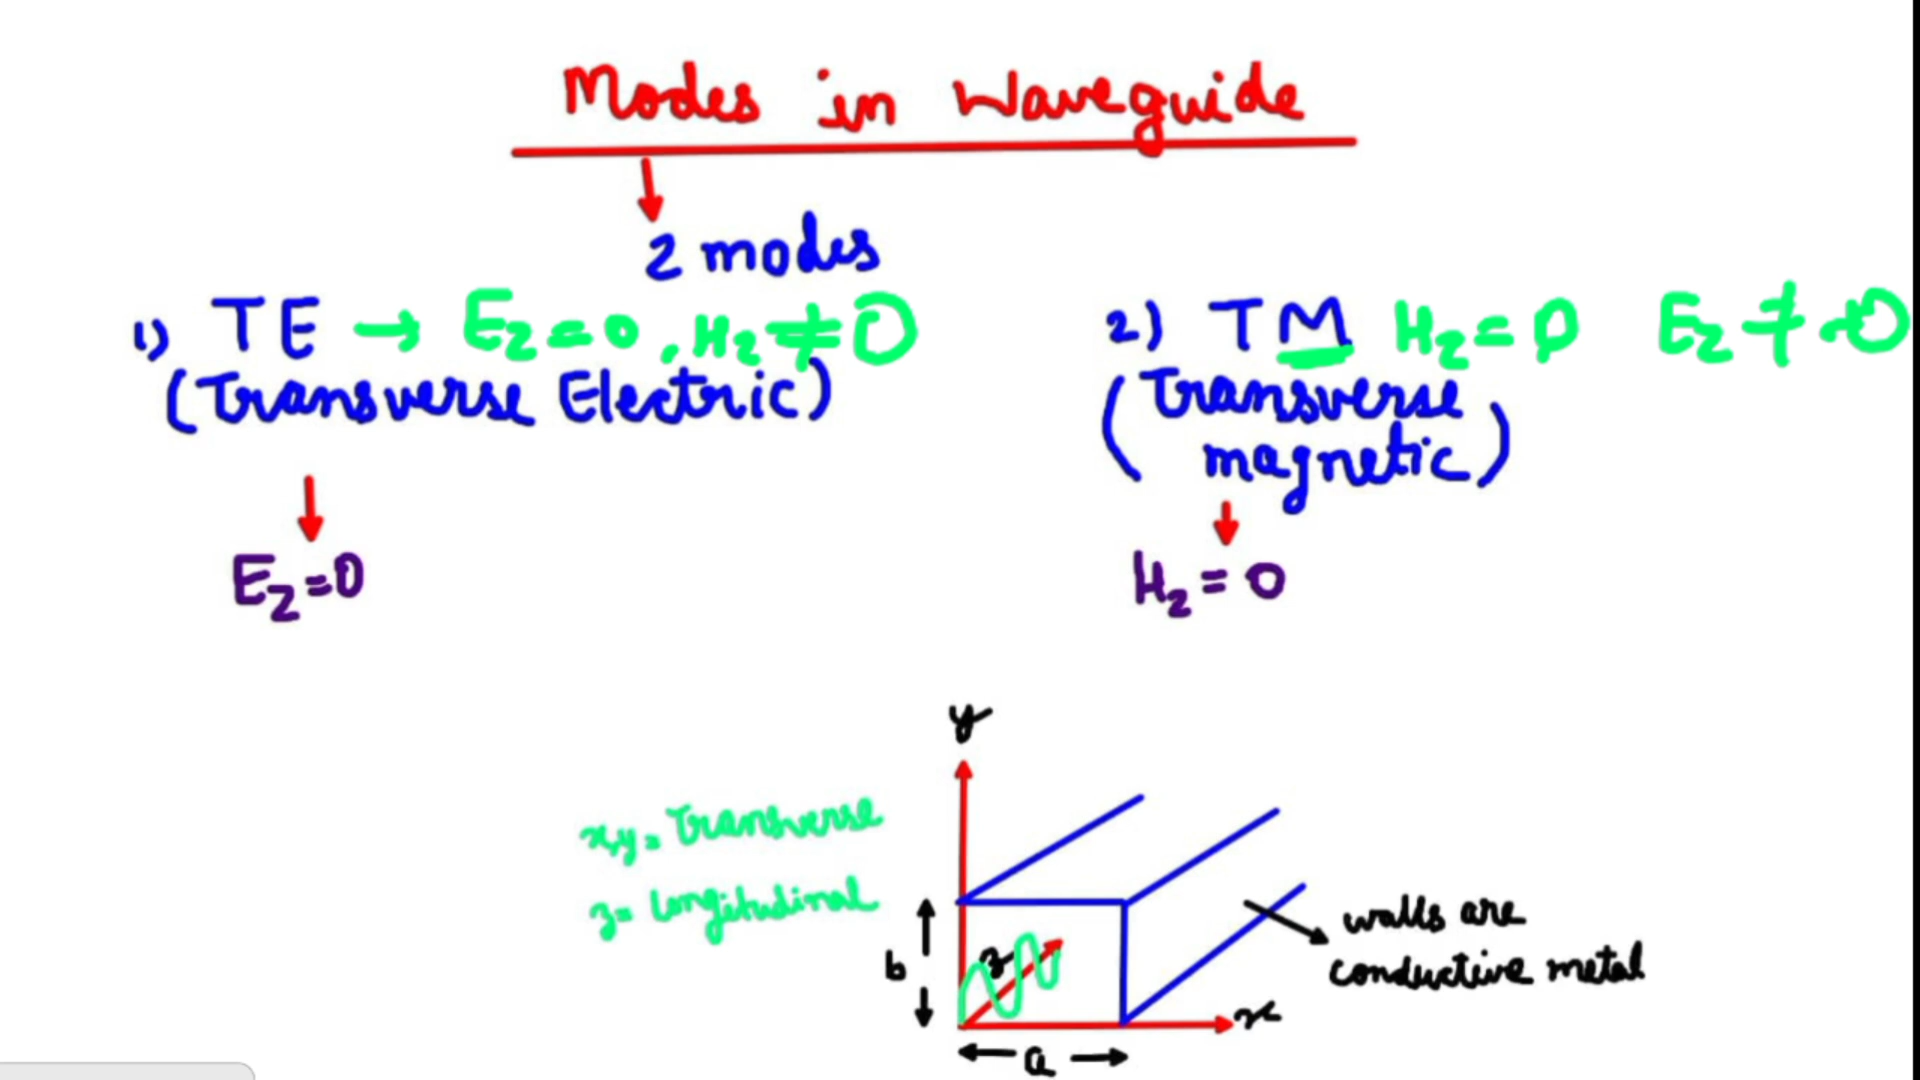 Modes in Waveguide
2 modes
1) TE → Ez=0, Hz≠0
(Transverse Electric)
Ez=0
2) TM Hz=0 Ez≠0
(Transverse
magnetic)
Hz=0
y
x,y= Transverse
z= longitudinal
b
z
x
a
walls are
conductive metal